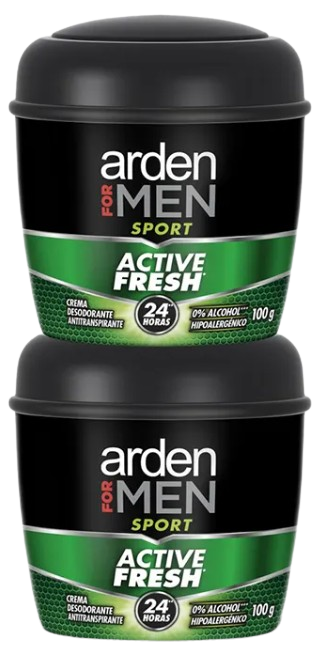 arden
FOR MEN
SPORT
ACTIVE
FRESH*
CREMA
DESODORANTE
ANTITRANSPIRANTE
24**
HORAS
0% ALCOHOL***
HIPOALERGÉNICO
100 g
arden
FOR MEN
SPORT
ACTIVE
FRESH*
CREMA
DESODORANTE
ANTITRANSPIRANTE
24**
HORAS
0% ALCOHOL***
HIPOALERGÉNICO
100 g